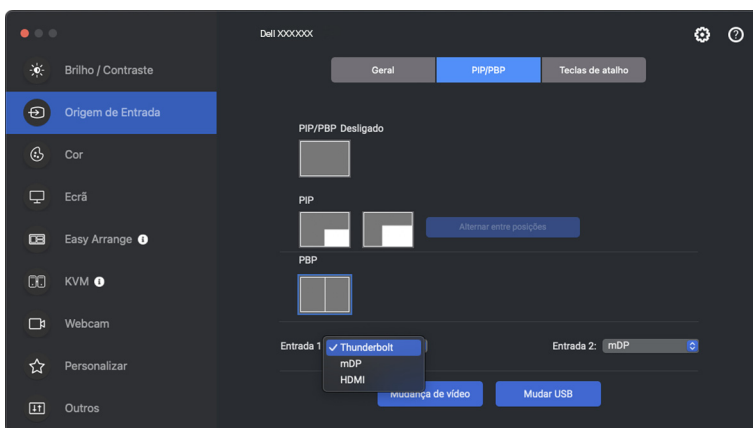 Dell XXXXXX
Brilho / Contraste
Origem de Entrada
Cor
Ecrã
Easy Arrange
KVM
Webcam
Personalizar
Outros
Geral
PIP/PBP
Teclas de atalho
PIP/PBP Desligado
PIP
Alternar entre posições
PBP
Entrada 1
✓ Thunderbolt
mDP
HDMI
Entrada 2: mDP
Mudança de vídeo
Mudar USB